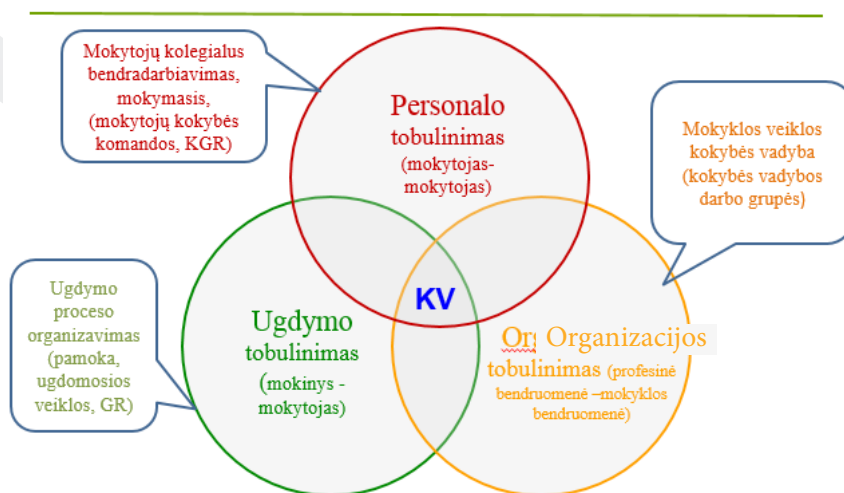 Mokytojų kolegialus
bendradarbiavimas,
mokymasis,
(mokytojų kokybės
komandos, KGR)
Personalo
tobulinimas
(mokytojas-
mokytojas)
Mokyklos veiklos
kokybės vadyba
(kokybės vadybos
darbo grupės)
Ugdymo
proceso
organizavimas
(pamoka,
ugdomosios
veiklos, GR)
Ugdymo
tobulinimas
(mokinys -
mokytojas)
KV
Org Organizacijos
tobulinimas (profesinė
bendruomenė –mokyklos
bendruomenė)